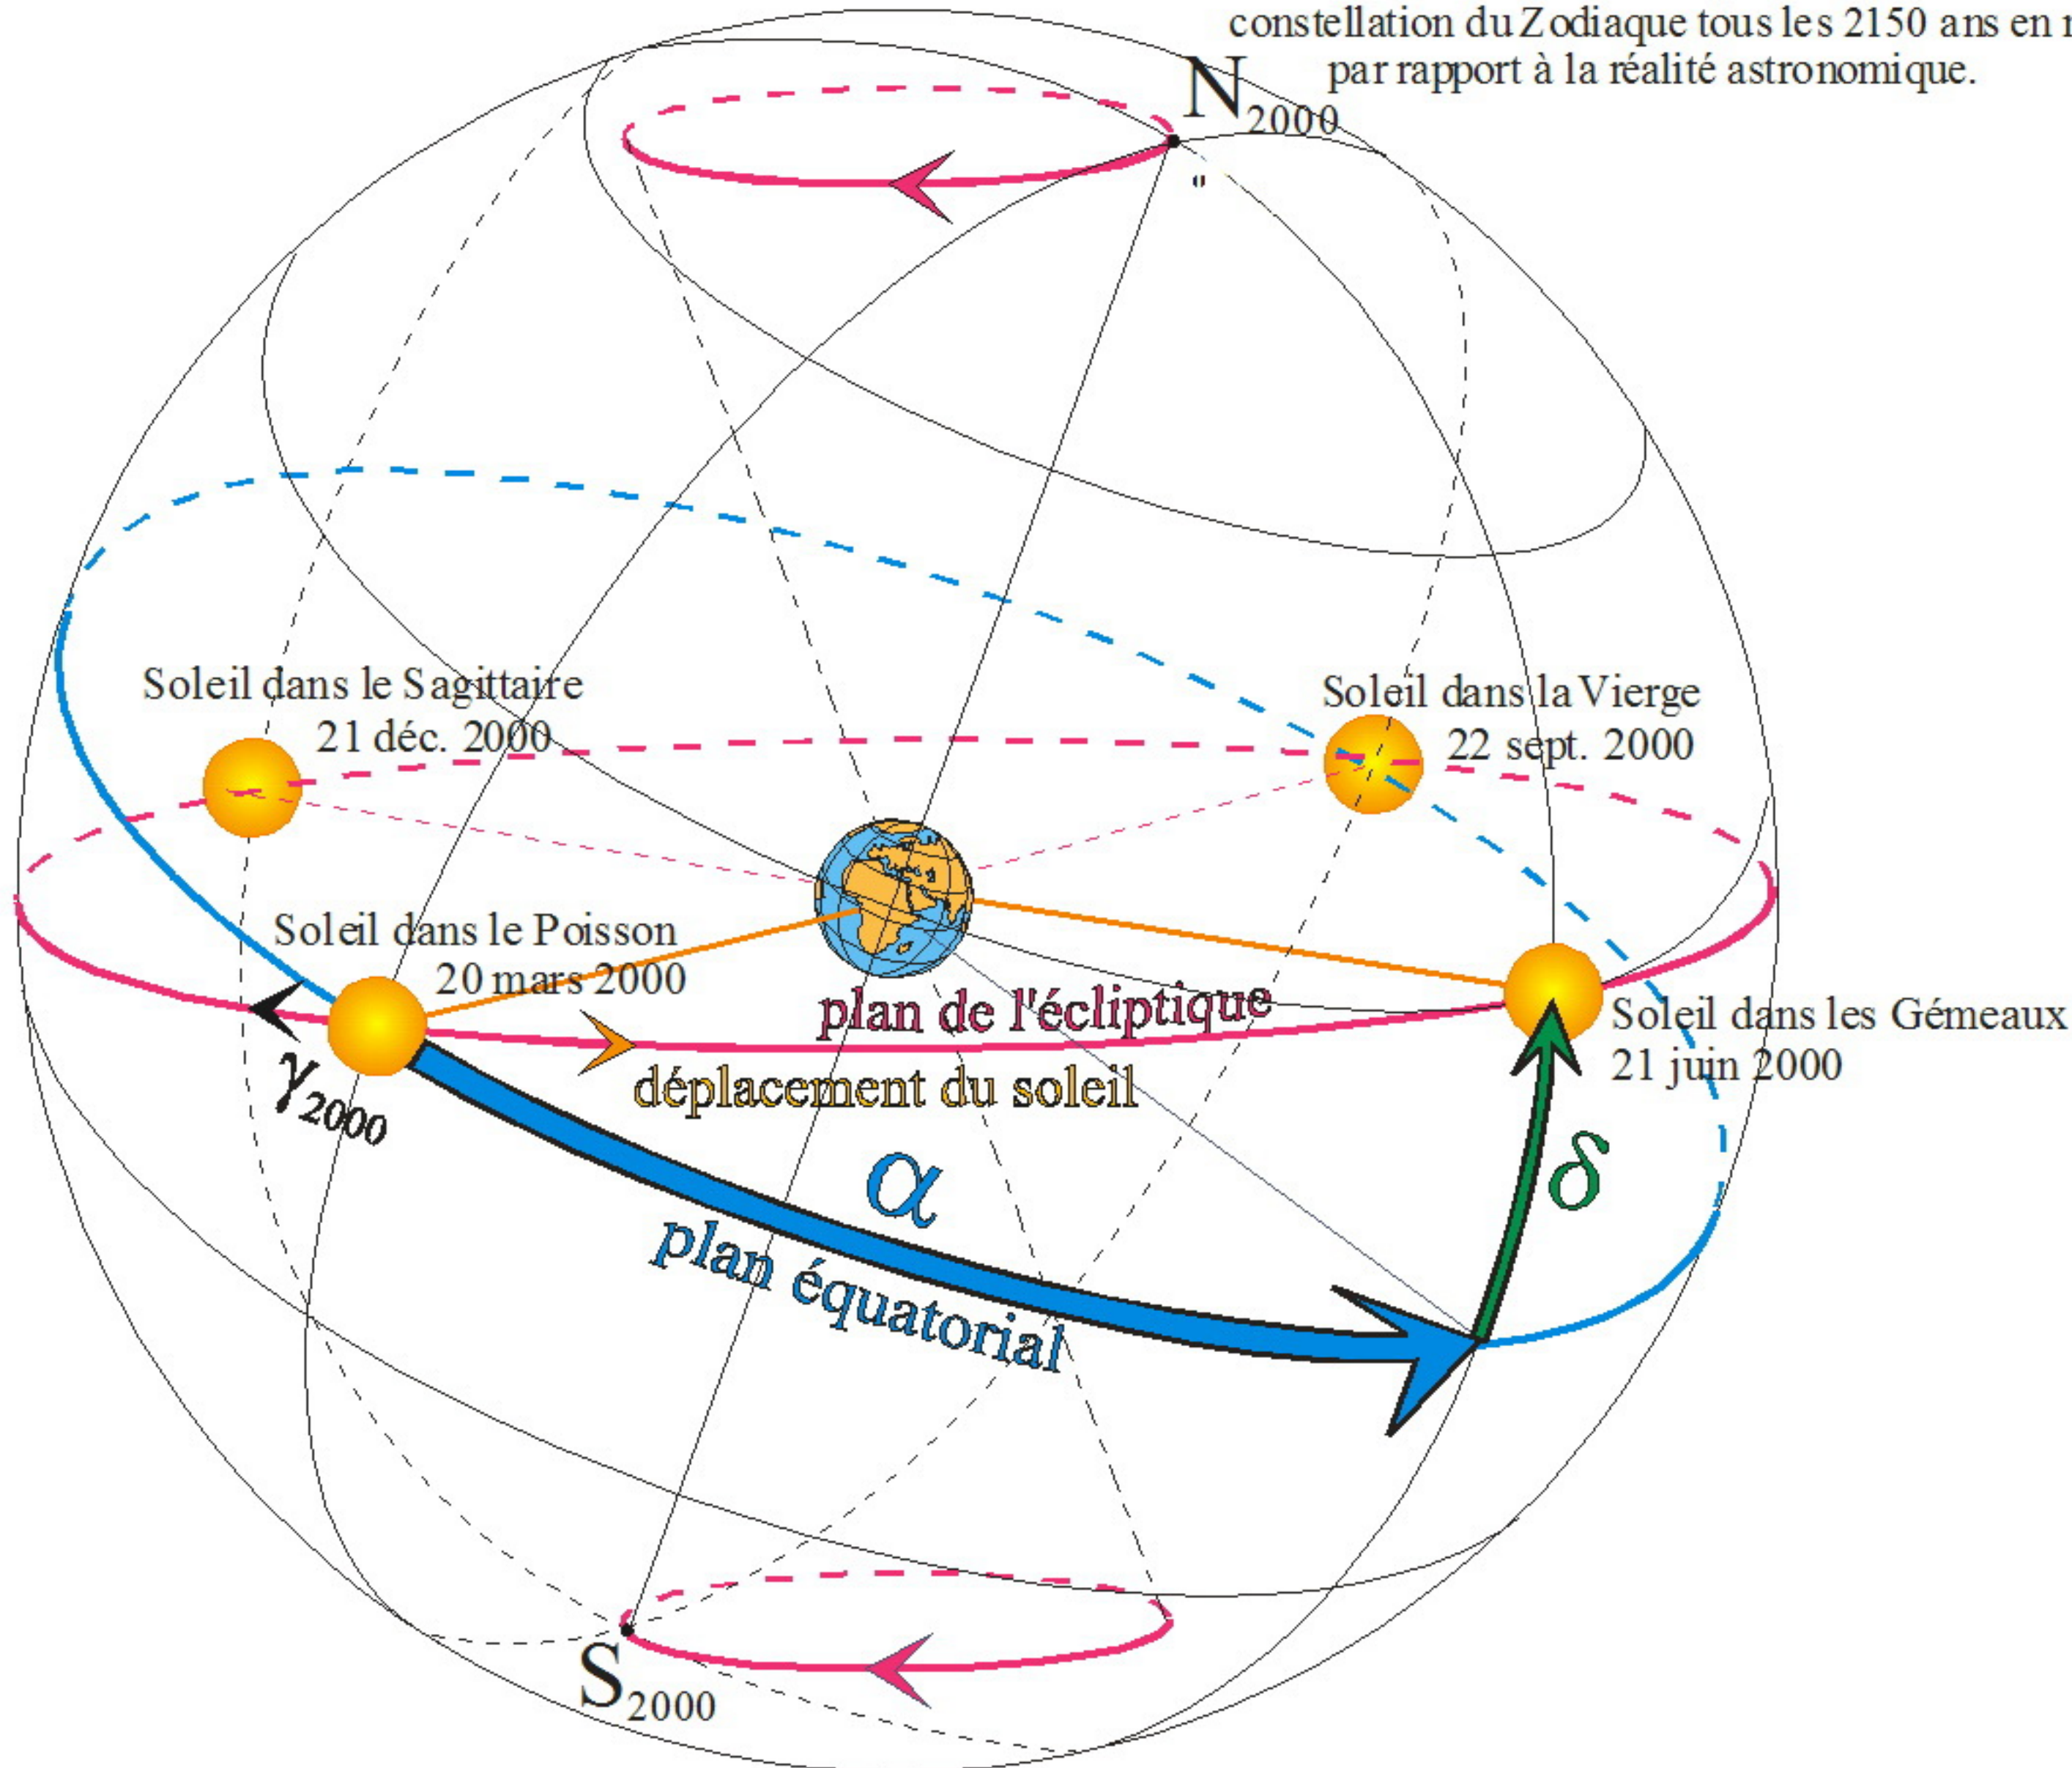 constellation du Zodiaque tous les 2150 ans en
par rapport à la réalité astronomique.
N2000
Soleil dans le Sagittaire
21 déc. 2000
Soleil dans la Vierge
22 sept. 2000
Soleil dans le Poisson
20 mars 2000
plan de l'écliptique
Soleil dans les Gémeaux
21 juin 2000
déplacement du soleil
γ2000
α
δ
plan équatorial
S2000